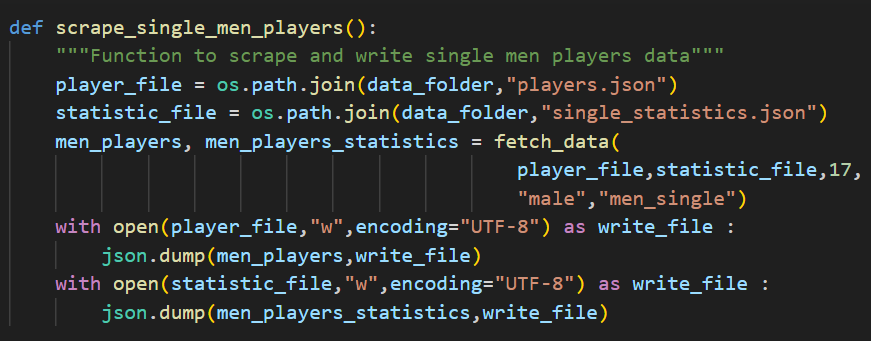 def scrape_single_men_players():
    """Function to scrape and write single men players data"""
    player_file = os.path.join(data_folder,"players.json")
    statistic_file = os.path.join(data_folder,"single_statistics.json")
    men_players, men_players_statistics = fetch_data(
                                            player_file,statistic_file,17,
                                            "male","men_single")
    with open(player_file,"w",encoding="UTF-8") as write_file :
        json.dump(men_players,write_file)
    with open(statistic_file,"w",encoding="UTF-8") as write_file :
        json.dump(men_players_statistics,write_file)